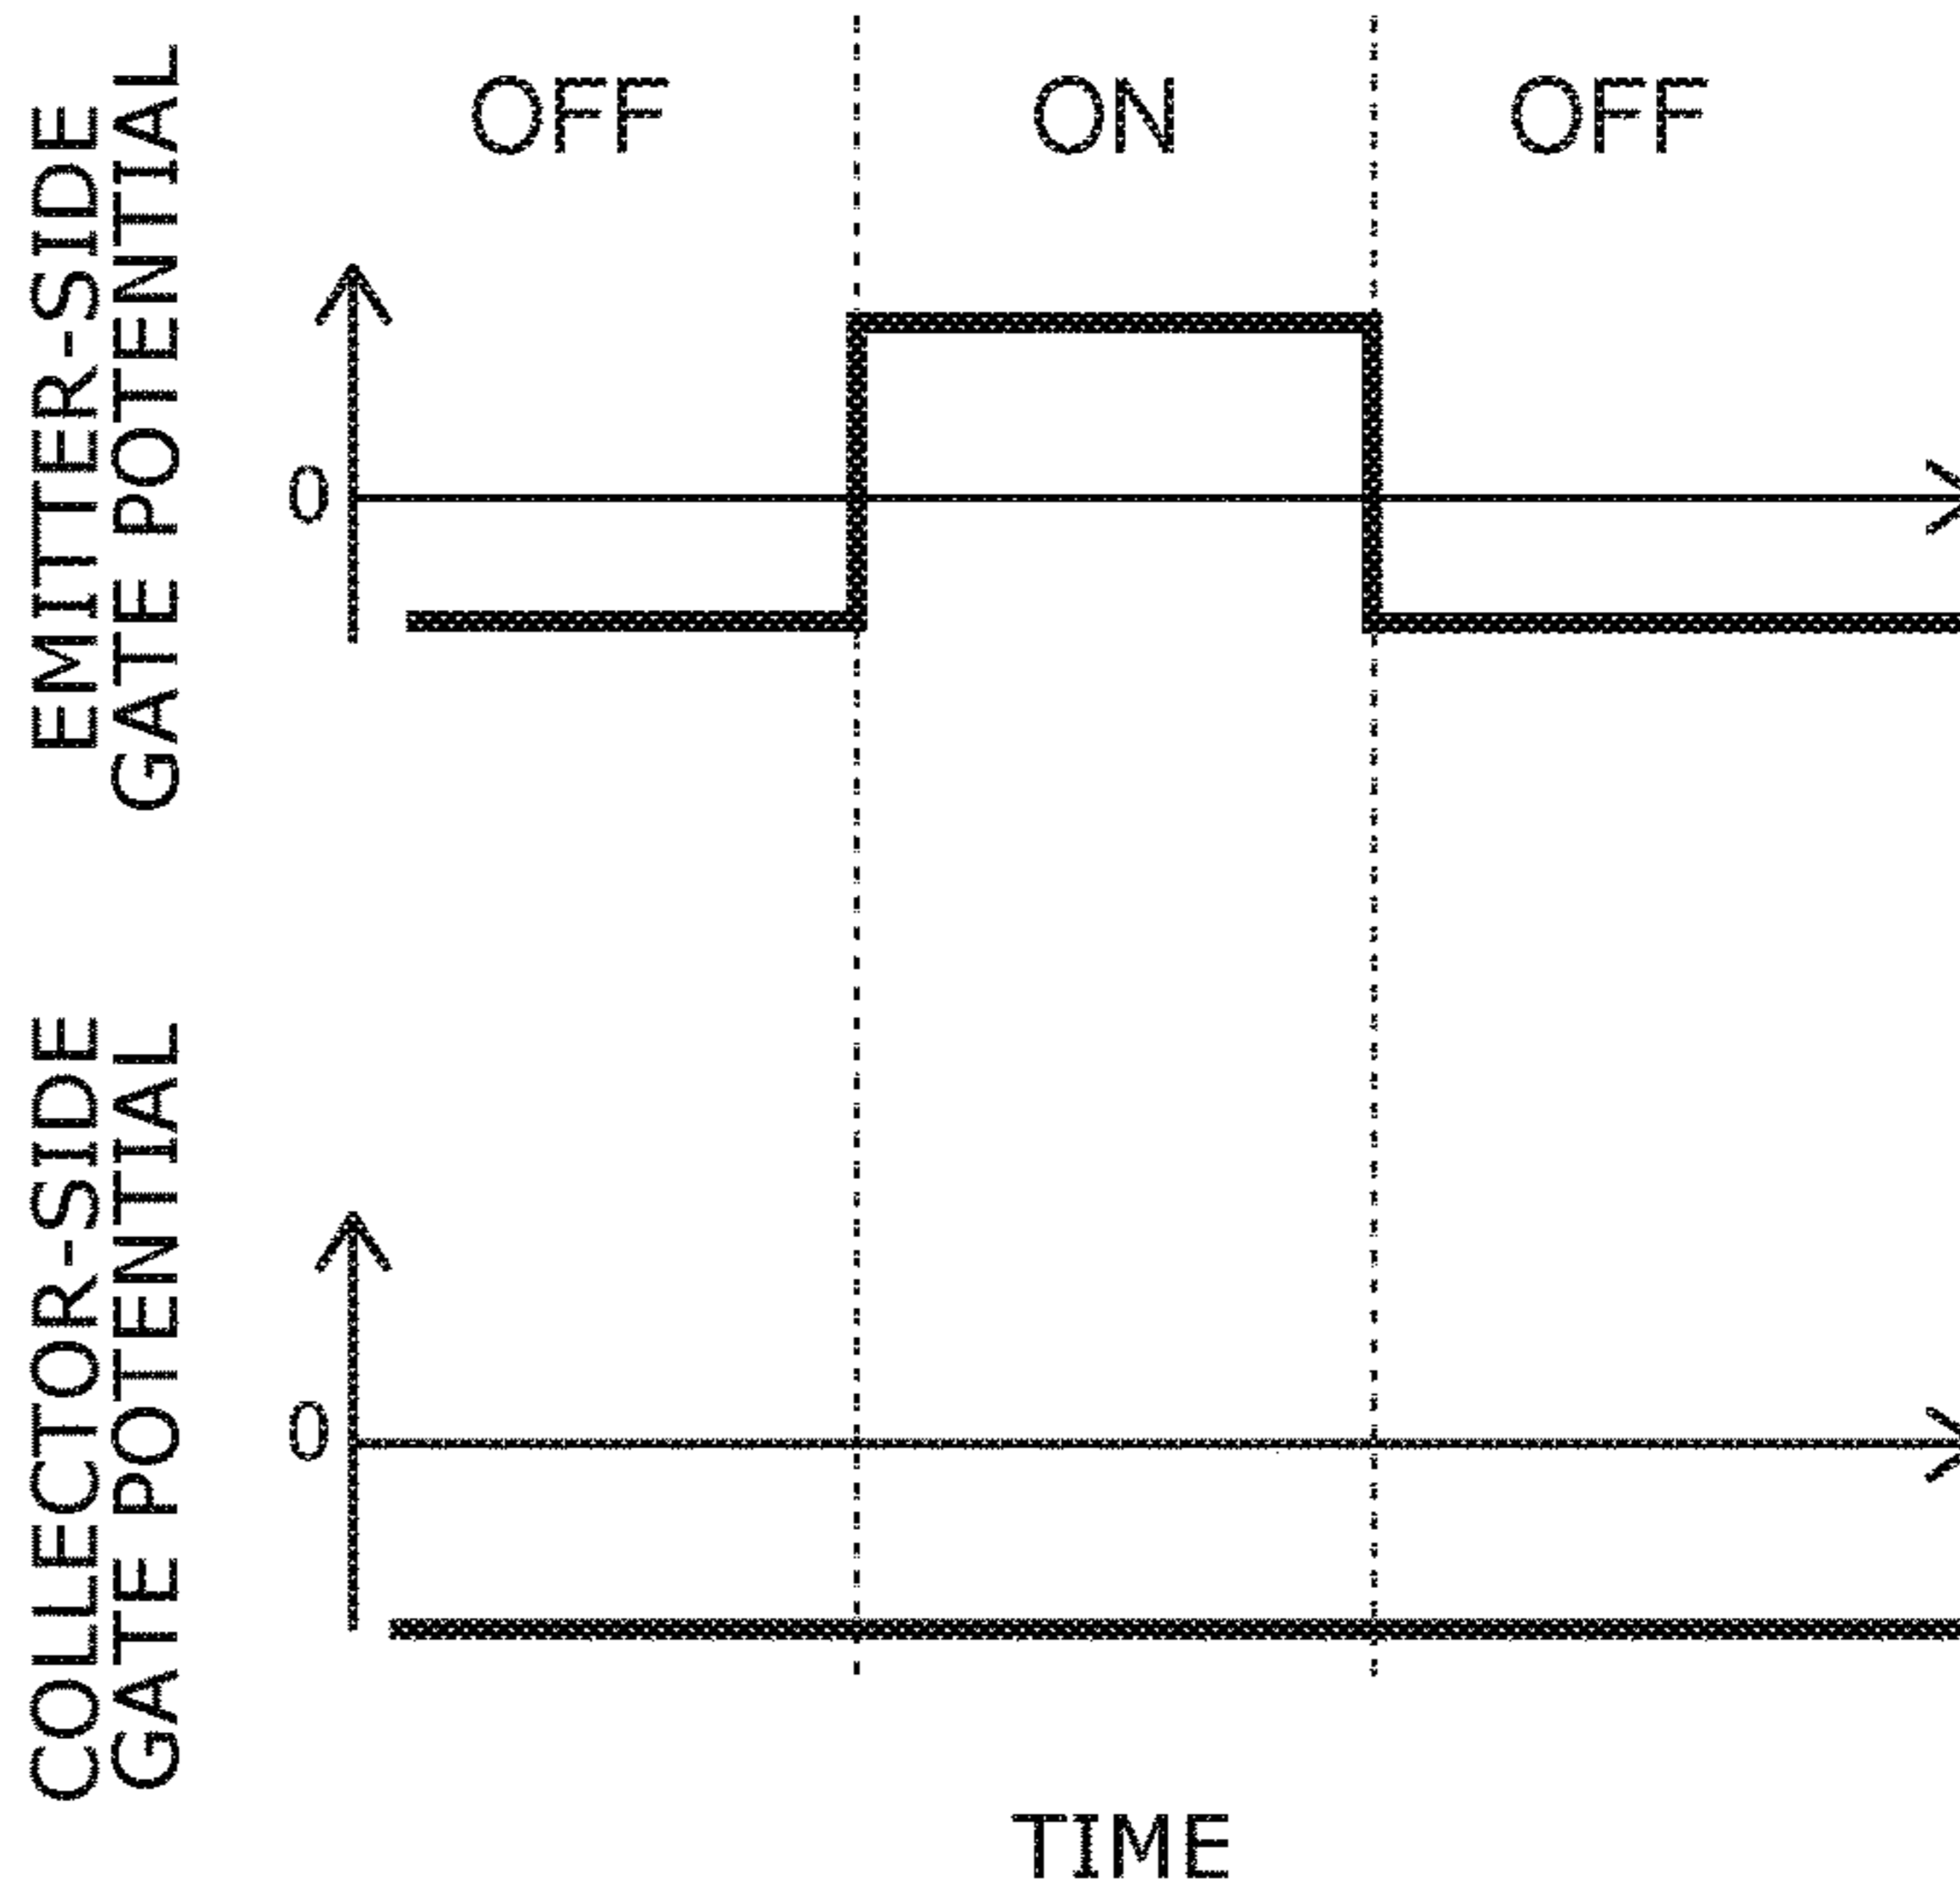 OFF ON OFF
EMITTER-SIDE
GATE POTENTIAL
0
COLLECTOR-SIDE
GATE POTENTIAL
0
TIME